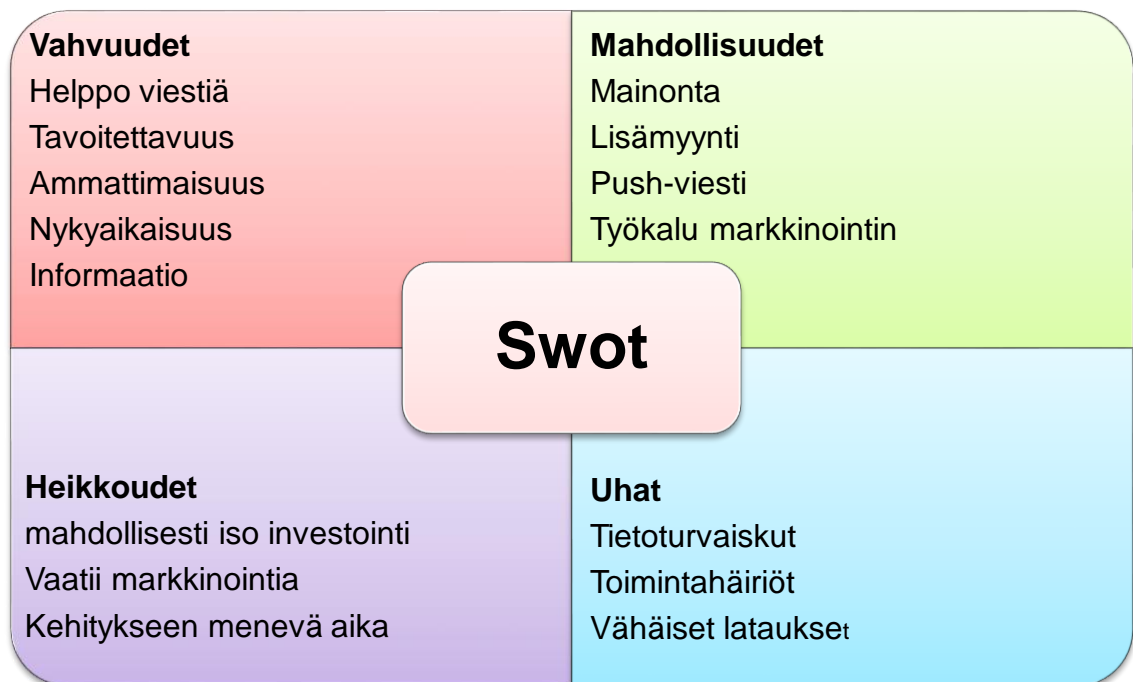 Vahvuudet
Helppo viestiä
Tavoitettavuus
Ammattimaisuus
Nykyaikaisuus
Informaatio
Mahdollisuudet
Mainonta
Lisämyynti
Push-viesti
Työkalu markkinointin
Swot
Heikkoudet
mahdollisesti iso investointi
Vaatii markkinointia
Kehitykseen menevä aika
Uhat
Tietoturvaiskut
Toimintahäiriöt
Vähäiset lataukset